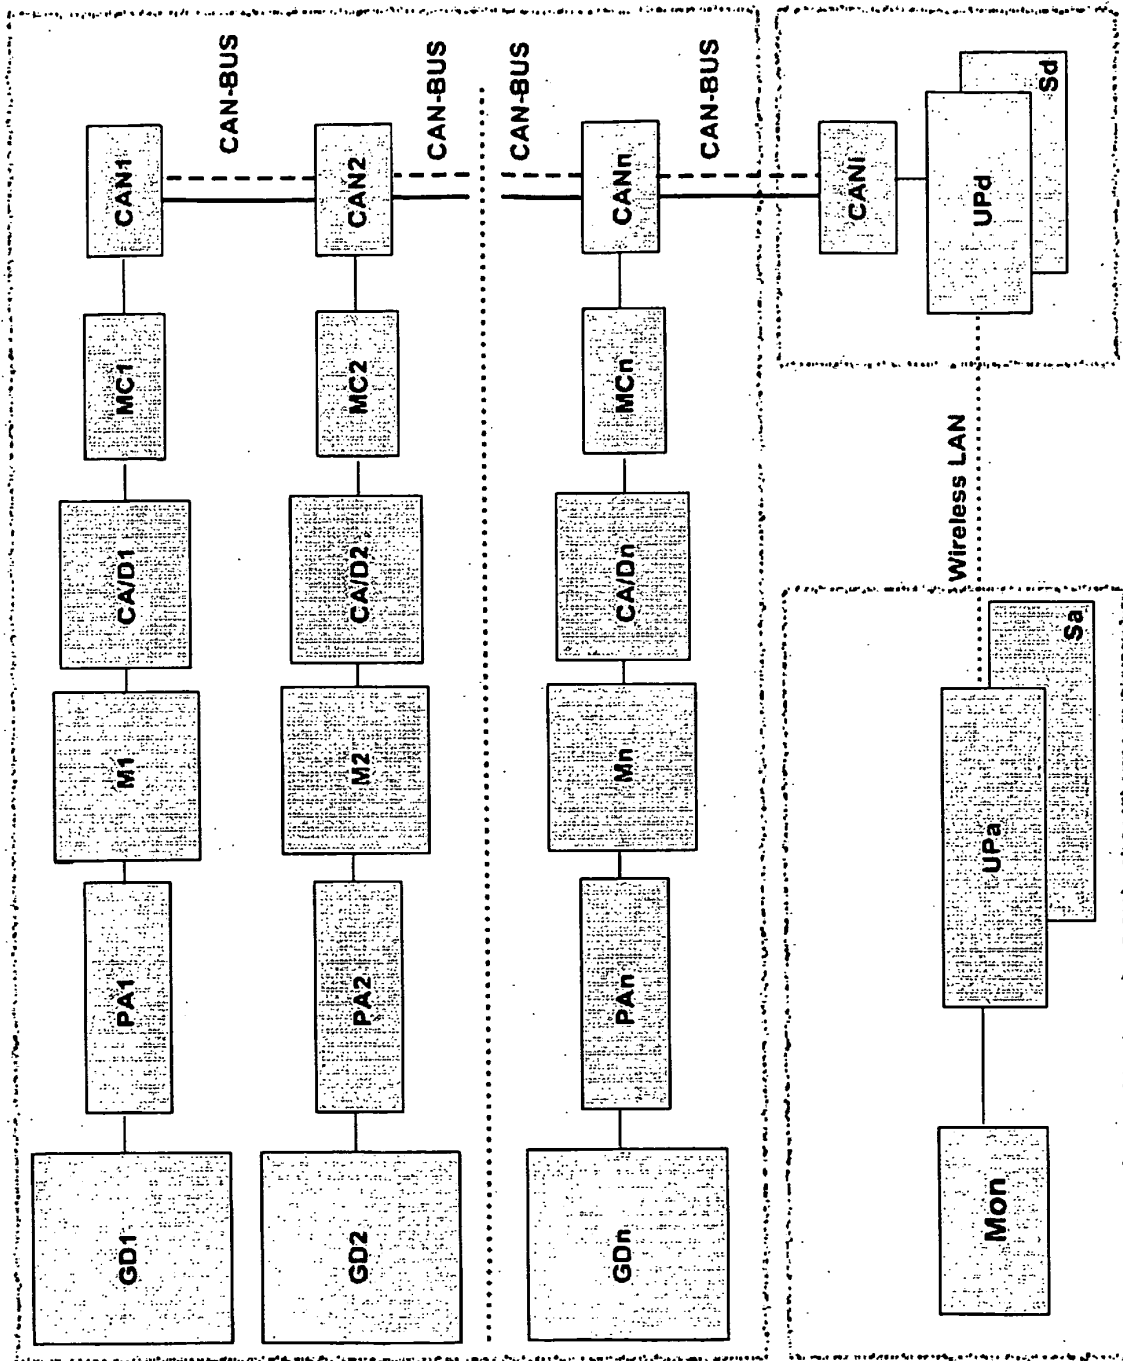 GD1
PA1
M1
CA/D1
MC1
CAN1
CAN-BUS
GD2
PA2
M2
CA/D2
MC2
CAN2
CAN-BUS
CAN-BUS
GDn
PAn
Mn
CA/Dn
MCn
CANn
CAN-BUS
CANi
Mon
UPa
Sa
Wireless LAN
UPd
Sd